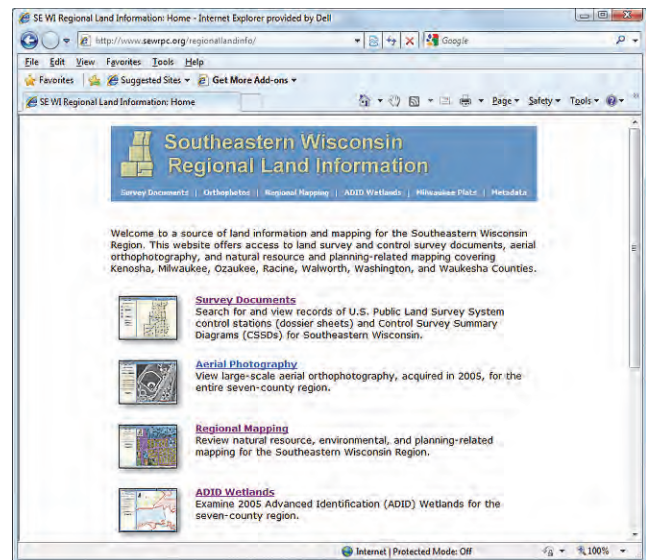 SE WI Regional Land Information: Home - Internet Explorer provided by Dell
http://www.sewrpc.org/regionallandinfo/
Google
File Edit View Favorites Tools Help
Favorites Suggested Sites Get More Add-ons
SE WI Regional Land Information: Home
Page Safety Tools
Southeastern Wisconsin
Regional Land Information
Survey Documents | Orthophotos | Regional Mapping | ADID Wetlands | Milwaukee Plats | Metadata
Welcome to a source of land information and mapping for the Southeastern Wisconsin
Region. This website offers access to land survey and control survey documents, aerial
orthophotography, and natural resource and planning-related mapping covering
Kenosha, Milwaukee, Ozaukee, Racine, Walworth, Washington, and Waukesha Counties.
Survey Documents
Search for and view records of U.S. Public Land Survey System
control stations (dossier sheets) and Control Survey Summary
Diagrams (CSSDs) for Southeastern Wisconsin.
Aerial Photography
View large-scale aerial orthophotography, acquired in 2005, for the
entire seven-county region.
Regional Mapping
Review natural resource, environmental, and planning-related
mapping for the Southeastern Wisconsin Region.
ADID Wetlands
Examine 2005 Advanced Identification (ADID) Wetlands for the
seven-county region.
Internet | Protected Mode: Off
100%